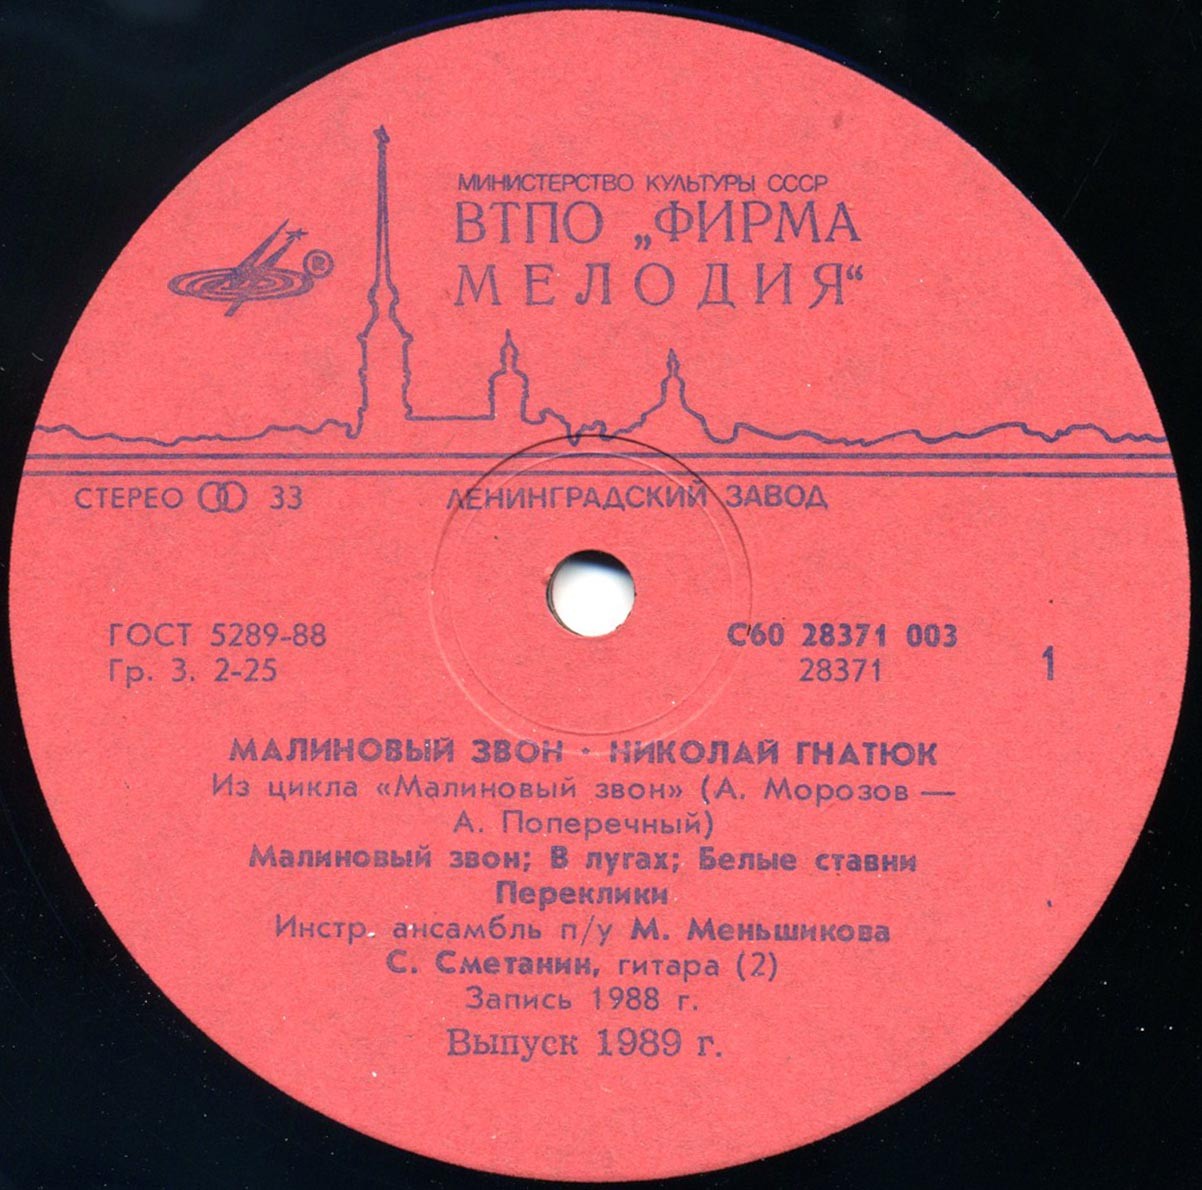 МИНИСТЕРСТВО КУЛЬТУРЫ СССР
ВТПО „ФИРМА
МЕЛОДИЯ“
®
СТЕРЕО 33
ЛЕНИНГРАДСКИЙ ЗАВОД
ГОСТ 5289-88
Гр. 3. 2-25
С60 28371 003
28371
1
МАЛИНОВЫЙ ЗВОН · НИКОЛАЙ ГНАТЮК
Из цикла «Малиновый звон» (А. Морозов —
А. Поперечный)
Малиновый звон; В лугах; Белые ставни
Переклики
Инстр. ансамбль п/у М. Меньшикова
С. Сметанин, гитара (2)
Запись 1988 г.
Выпуск 1989 г.